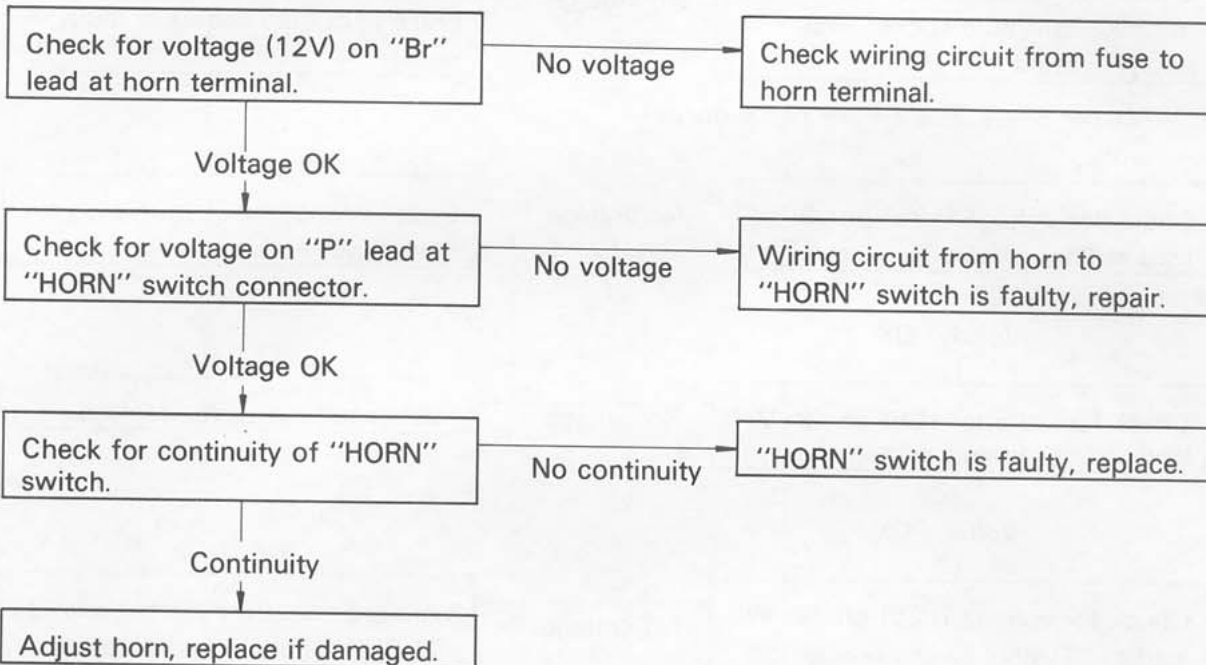 Check for voltage (12V) on "Br"
lead at horn terminal.
No voltage
Check wiring circuit from fuse to
horn terminal.
Voltage OK
Check for voltage on "P" lead at
"HORN" switch connector.
No voltage
Wiring circuit from horn to
"HORN" switch is faulty, repair.
Voltage OK
Check for continuity of "HORN"
switch.
No continuity
"HORN" switch is faulty, replace.
Continuity
Adjust horn, replace if damaged.